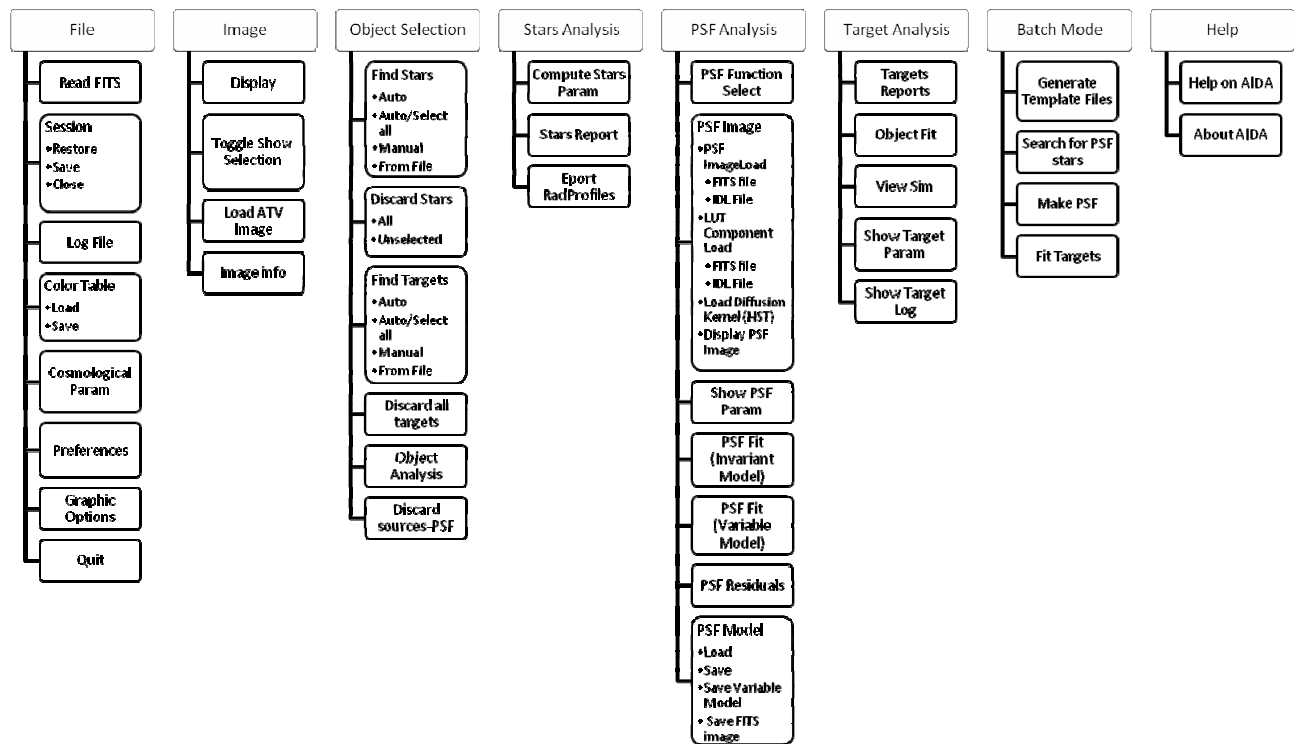 File
Read FITS
Session
•Restore
•Save
•Close
Log File
Color Table
•Load
•Save
Cosmological
Param
Preferences
Graphic
Options
Quit
Image
Display
Toggle Show
Selection
Load ATV
Image
Image info
Object Selection
Find Stars
•Auto
•Auto/Select
all
•Manual
•From File
Discard Stars
•All
•Unselected
Find Targets
•Auto
•Auto/Select
all
•Manual
•From File
Discard all
targets
Object
Analysis
Discard
sources-PSF
Stars Analysis
Compute Stars
Param
Stars Report
Eport
RadProfiles
PSF Analysis
PSF Function
Select
PSF Image
•PSF
ImageLoad
•FITS file
•IDL File
•LUT
Component
Load
•FITS file
•IDL File
•Load Diffusion
Kernel (HST)
•Display PSF
Image
Show PSF
Param
PSF Fit
(Invariant
Model)
PSF Fit
(Variable
Model)
PSF Residuals
PSF Model
•Load
•Save
•Save Variable
Model
• Save FITS
image
Target Analysis
Targets
Reports
Object Fit
View Sim
Show Target
Param
Show Target
Log
Batch Mode
Generate
Template Files
Search for PSF
stars
Make PSF
Fit Targets
Help
Help on AIDA
About AIDA